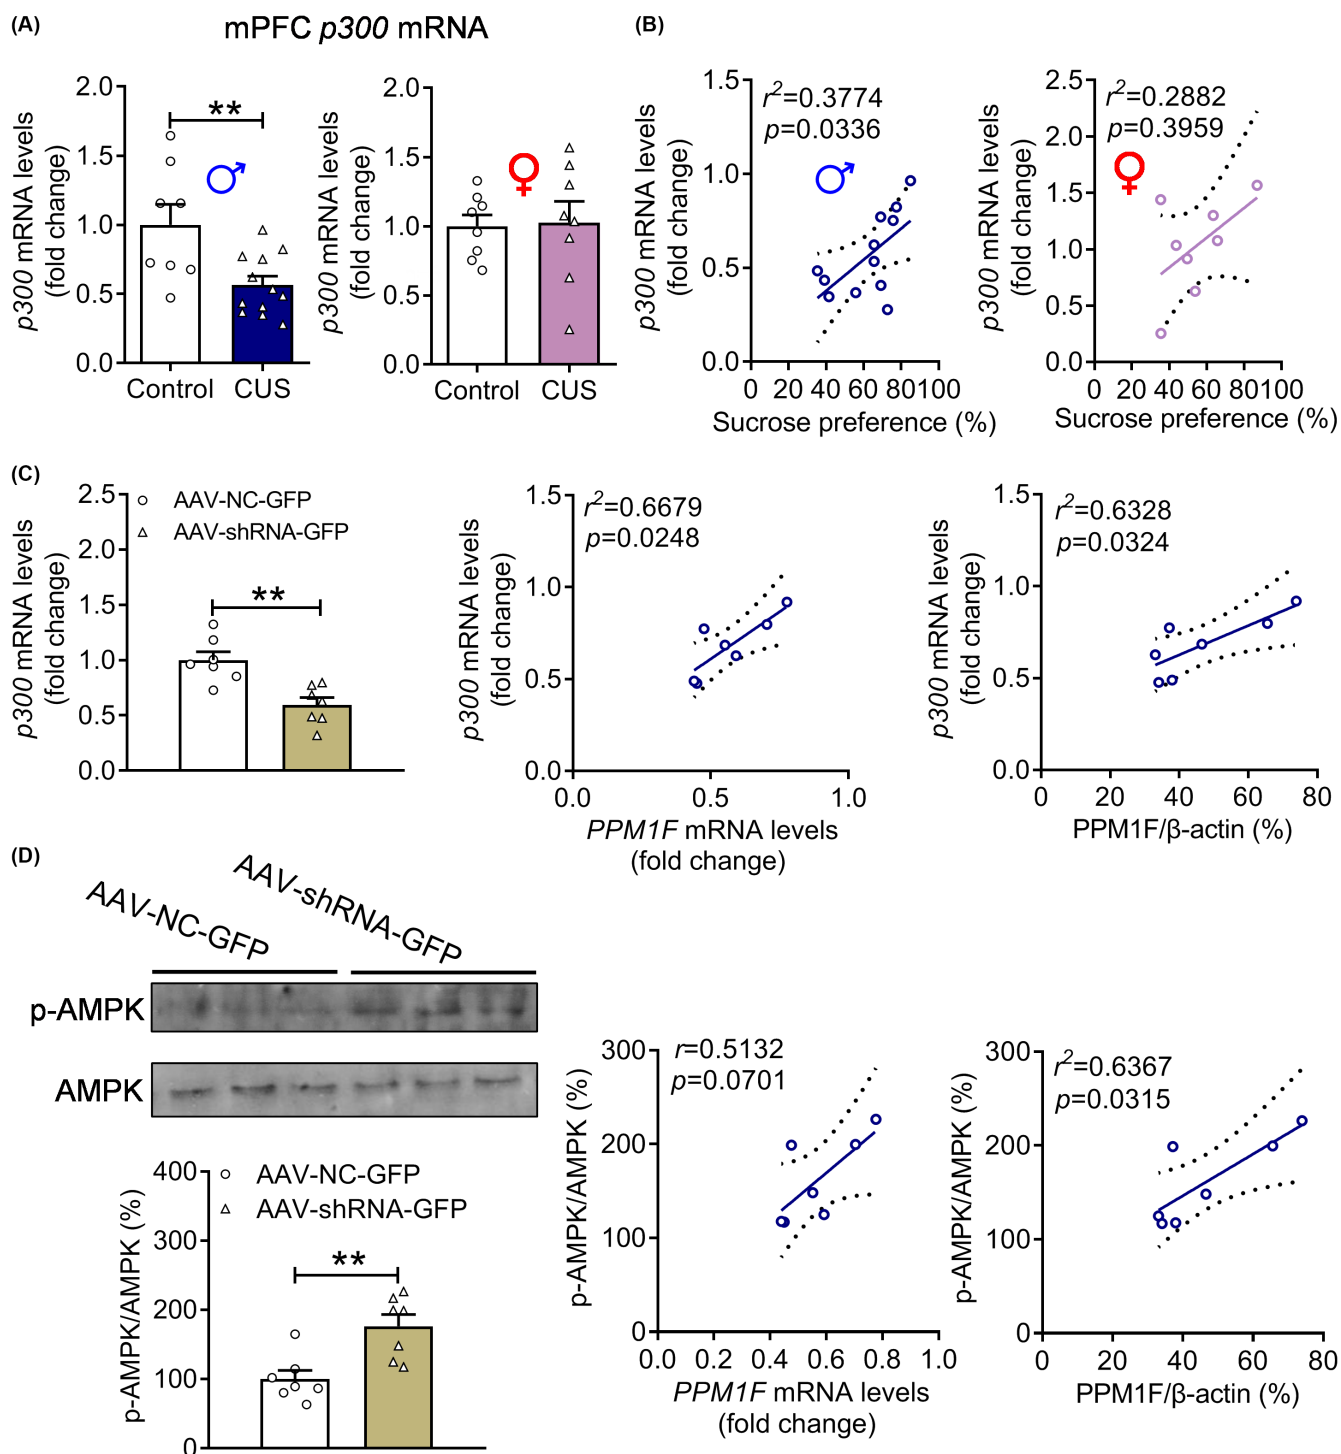 (A)
mPFC p300 mRNA
p300 mRNA levels
(fold change)
2.0
1.5
1.0
0.5
0.0
**
♂
Control CUS
p300 mRNA levels
(fold change)
2.0
1.5
1.0
0.5
0.0
♀
Control CUS
(B)
p300 mRNA levels
(fold change)
1.5
1.0
0.5
0.0
r²=0.3774
p=0.0336
♂
0 20 40 60 80 100
Sucrose preference (%)
p300 mRNA levels
(fold change)
2.5
2.0
1.5
1.0
0.5
0.0
r²=0.2882
p=0.3959
♀
0 20 40 60 80 100
Sucrose preference (%)
(C)
p300 mRNA levels
(fold change)
2.5
2.0
1.5
1.0
0.5
0.0
AAV-NC-GFP
AAV-shRNA-GFP
**
p300 mRNA levels
(fold change)
1.5
1.0
0.5
0.0
r²=0.6679
p=0.0248
0.0 0.5 1.0
PPM1F mRNA levels
(fold change)
p300 mRNA levels
(fold change)
1.5
1.0
0.5
0.0
r²=0.6328
p=0.0324
0 20 40 60 80
PPM1F/β-actin (%)
(D)
AAV-NC-GFP
AAV-shRNA-GFP
p-AMPK
AMPK
p-AMPK/AMPK (%)
400
300
200
100
0
AAV-NC-GFP
AAV-shRNA-GFP
**
p-AMPK/AMPK (%)
300
200
100
0
r=0.5132
p=0.0701
0.0 0.2 0.4 0.6 0.8 1.0
PPM1F mRNA levels
(fold change)
p-AMPK/AMPK (%)
300
200
100
0
r²=0.6367
p=0.0315
0 20 40 60 80
PPM1F/β-actin (%)